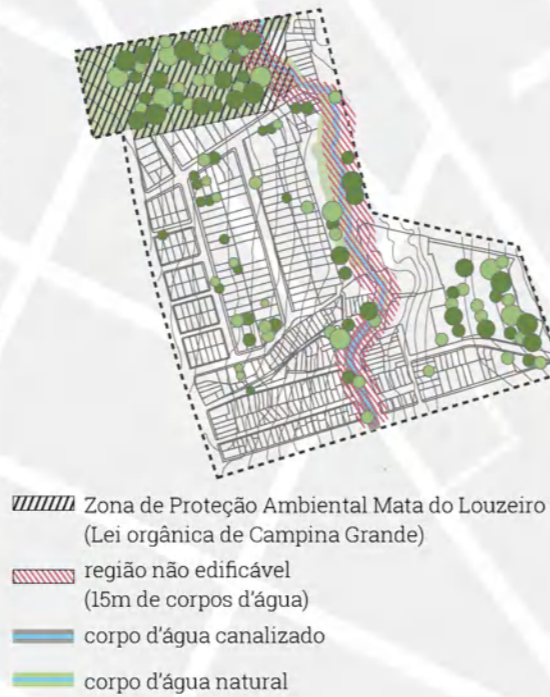 Zona de Proteção Ambiental Mata do Louzeiro
(Lei orgânica de Campina Grande)
região não edificável
(15m de corpos d'água)
corpo d'água canalizado
corpo d'água natural